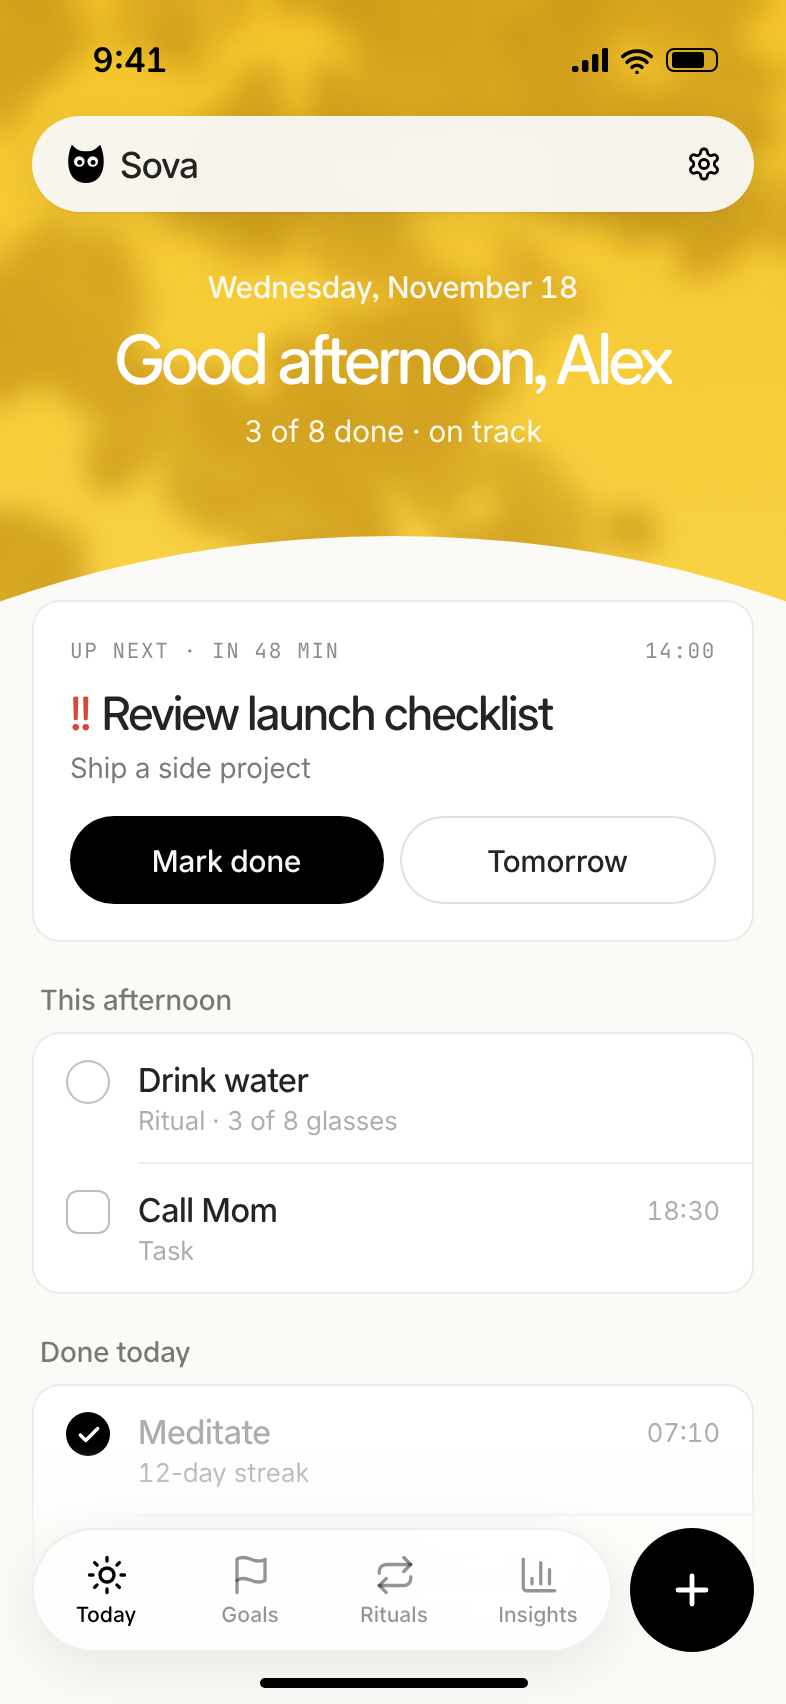 9:41
Sova
Wednesday, November 18
Good afternoon, Alex
3 of 8 done · on track
UP NEXT · IN 48 MIN 14:00
‼ Review launch checklist
Ship a side project
Mark done Tomorrow
This afternoon
Drink water
Ritual · 3 of 8 glasses
Call Mom 18:30
Task
Done today
Meditate 07:10
12-day streak
Today Goals Rituals Insights